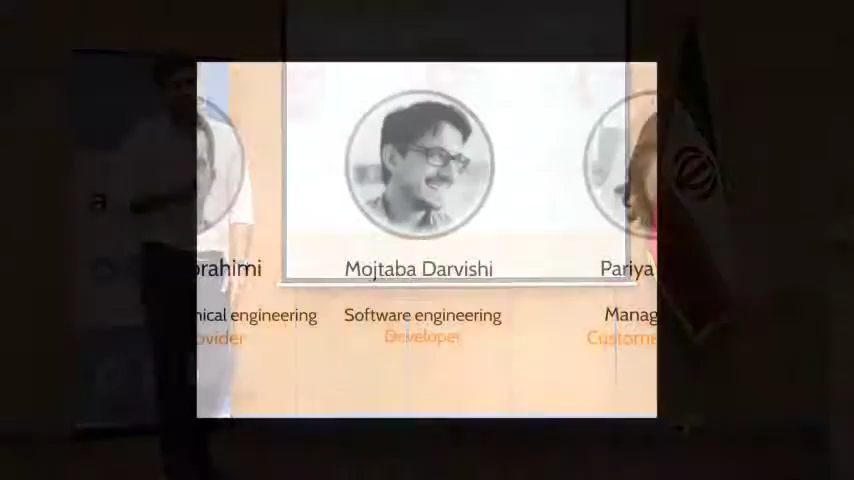 brahimi
Mojtaba Darvishi
Pariya
nical engineering
Software engineering
Manag
ovider
Developer
Custome
a